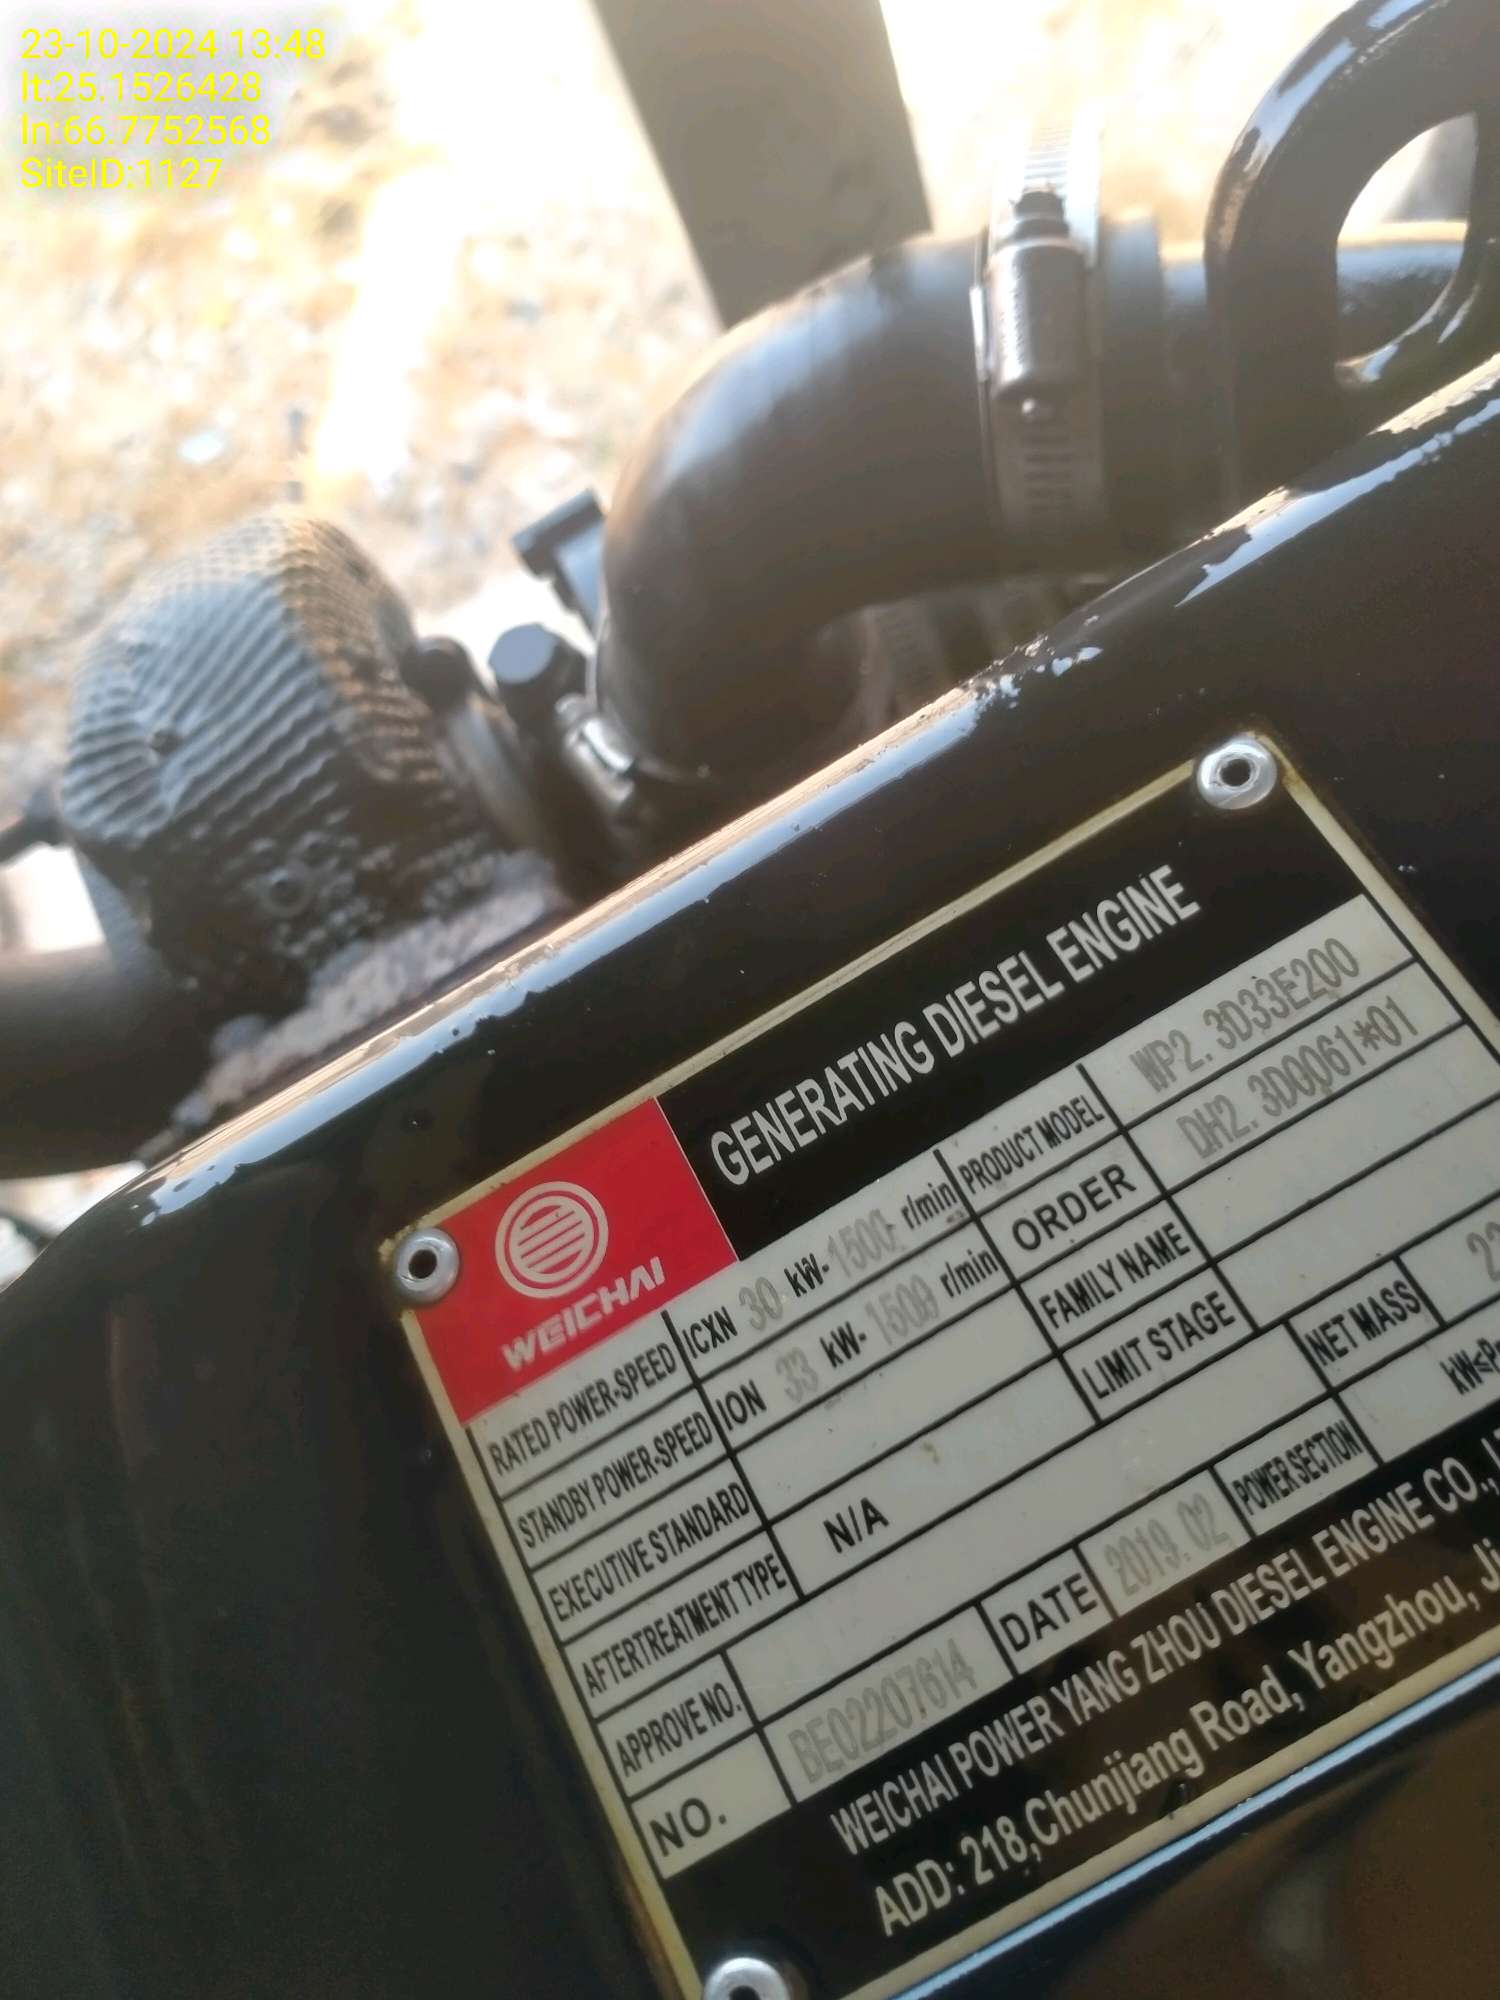 23-10-2024 13:48
lt:25.1526428
ln:66.7752568
SiteID:1127
WEICHAI
GENERATING DIESEL ENGINE
RATED POWER-SPEED ICXN 30 kW- 1500 r/min PRODUCT MODEL WP2.3D33E200
STANDBY POWER-SPEED ION 33 kW- 1500 r/min ORDER DH2.3D0061*01
EXECUTIVE STANDARD FAMILY NAME
AFTERTREATMENT TYPE N/A LIMIT STAGE
APPROVE NO. NET MASS
NO. BE02207614 DATE 2019.02 POWER SECTION
WEICHAI POWER YANG ZHOU DIESEL ENGINE CO.,
ADD: 218,Chunjiang Road, Yangzhou,